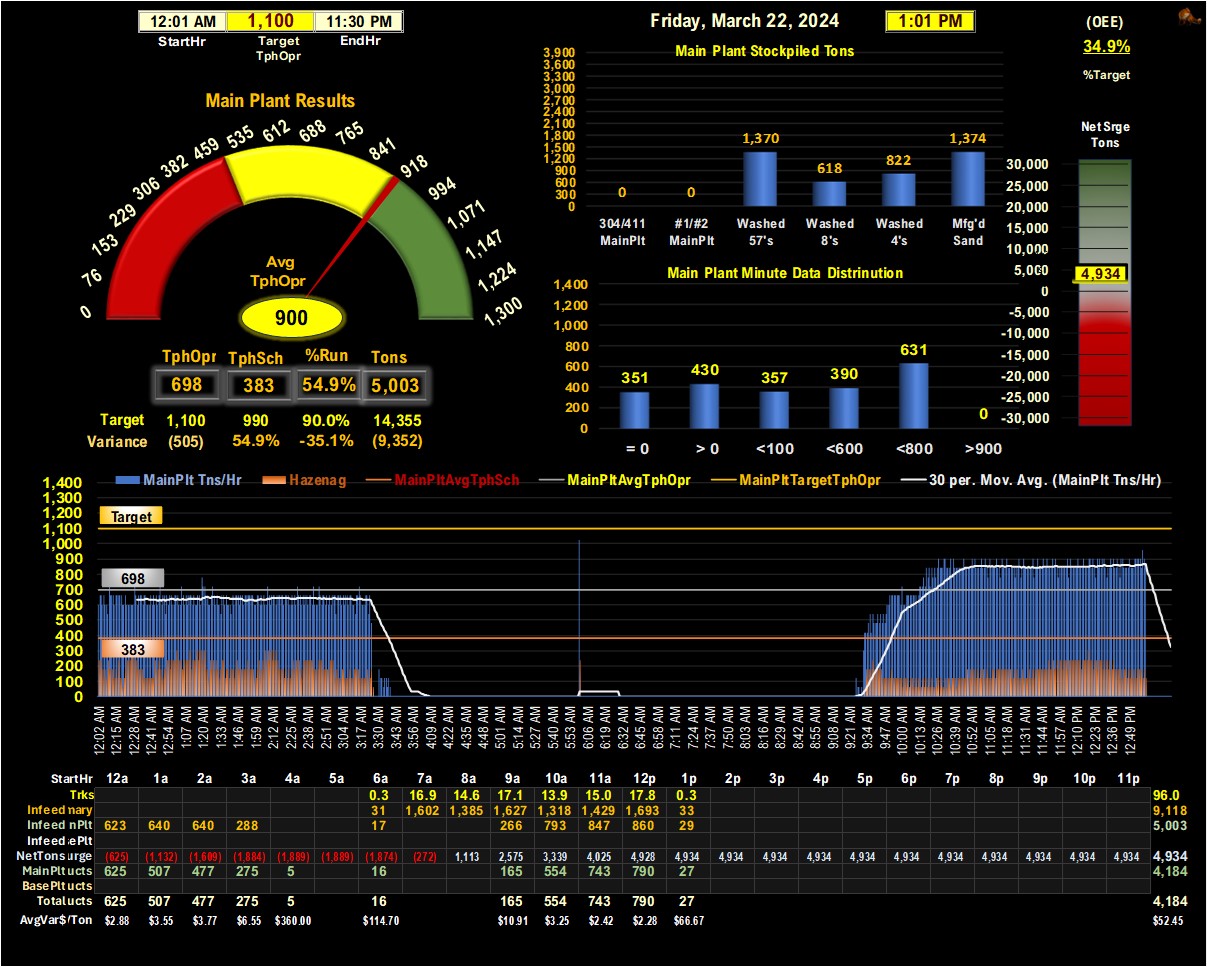 12:01 AM 1,100 11:30 PM
StartHr Target TphOpr EndHr
Friday, March 22, 2024
1:01 PM
(OEE)
34.9%
%Target
Main Plant Results
0 76 153 229 306 382 459 535 612 688 765 841 918 994 1,071 1,147 1,224 1,300
Avg
TphOpr
900
TphOpr TphSch %Run Tons
698 383 54.9% 5,003
Target 1,100 990 90.0% 14,355
Variance (505) 54.9% -35.1% (9,352)
Main Plant Stockpiled Tons
3,900
3,600
3,300
3,000
2,700
2,400
2,100
1,800
1,500
1,200
900
600
300
0
0 0 1,370 618 822 1,374
304/411 #1/#2 Washed Washed Washed Mfg'd
MainPlt MainPlt 57's 8's 4's Sand
Main Plant Minute Data Distrinution
1,400
1,200
1,000
800
600
400
200
0
351 430 357 390 631 0
= 0 > 0 <100 <600 <800 >900
Net Srge
Tons
30,000
25,000
20,000
15,000
10,000
5,000
0
-5,000
-10,000
-15,000
-20,000
-25,000
-30,000
4,934
MainPlt Tns/Hr Hazenag MainPltAvgTphSch MainPltAvgTphOpr MainPltTargetTphOpr 30 per. Mov. Avg. (MainPlt Tns/Hr)
1,400
1,300
1,200
1,100
1,000
900
800
700
600
500
400
300
200
100
0
Target
698
383
12:02 AM 12:15 AM 12:28 AM 12:41 AM 12:54 AM 1:07 AM 1:20 AM 1:33 AM 1:46 AM 1:59 AM 2:12 AM 2:25 AM 2:38 AM 2:51 AM 3:04 AM 3:17 AM 3:30 AM 3:43 AM 3:56 AM 4:09 AM 4:22 AM 4:35 AM 4:48 AM 5:01 AM 5:14 AM 5:27 AM 5:40 AM 5:53 AM 6:06 AM 6:19 AM 6:32 AM 6:45 AM 6:58 AM 7:11 AM 7:24 AM 7:37 AM 7:50 AM 8:03 AM 8:16 AM 8:29 AM 8:42 AM 8:55 AM 9:08 AM 9:21 AM 9:34 AM 9:47 AM 10:00 AM 10:13 AM 10:26 AM 10:39 AM 10:52 AM 11:05 AM 11:18 AM 11:31 AM 11:44 AM 11:57 AM 12:10 PM 12:23 PM 12:36 PM 12:49 PM
StartHr 12a 1a 2a 3a 4a 5a 6a 7a 8a 9a 10a 11a 12p 1p 2p 3p 4p 5p 6p 7p 8p 9p 10p 11p
Trks 0.3 16.9 14.6 17.1 13.9 15.0 17.8 0.3 96.0
Infeed nary 31 1,602 1,385 1,627 1,318 1,429 1,693 33 9,118
Infeed nPlt 623 640 640 288 17 266 793 847 860 29 5,003
Infeed ePlt
NetTons urge (625) (1,132) (1,609) (1,884) (1,889) (1,889) (1,874) (272) 1,113 2,575 3,339 4,025 4,928 4,934 4,934 4,934 4,934 4,934 4,934 4,934 4,934 4,934 4,934 4,934 4,934
MainPlt ucts 625 507 477 275 5 16 165 554 743 790 27 4,184
BasePlt ucts
Total ucts 625 507 477 275 5 16 165 554 743 790 27 4,184
AvgVar$/Ton $2.88 $3.55 $3.77 $6.55 $360.00 $114.70 $10.91 $3.25 $2.42 $2.28 $66.67 $52.45